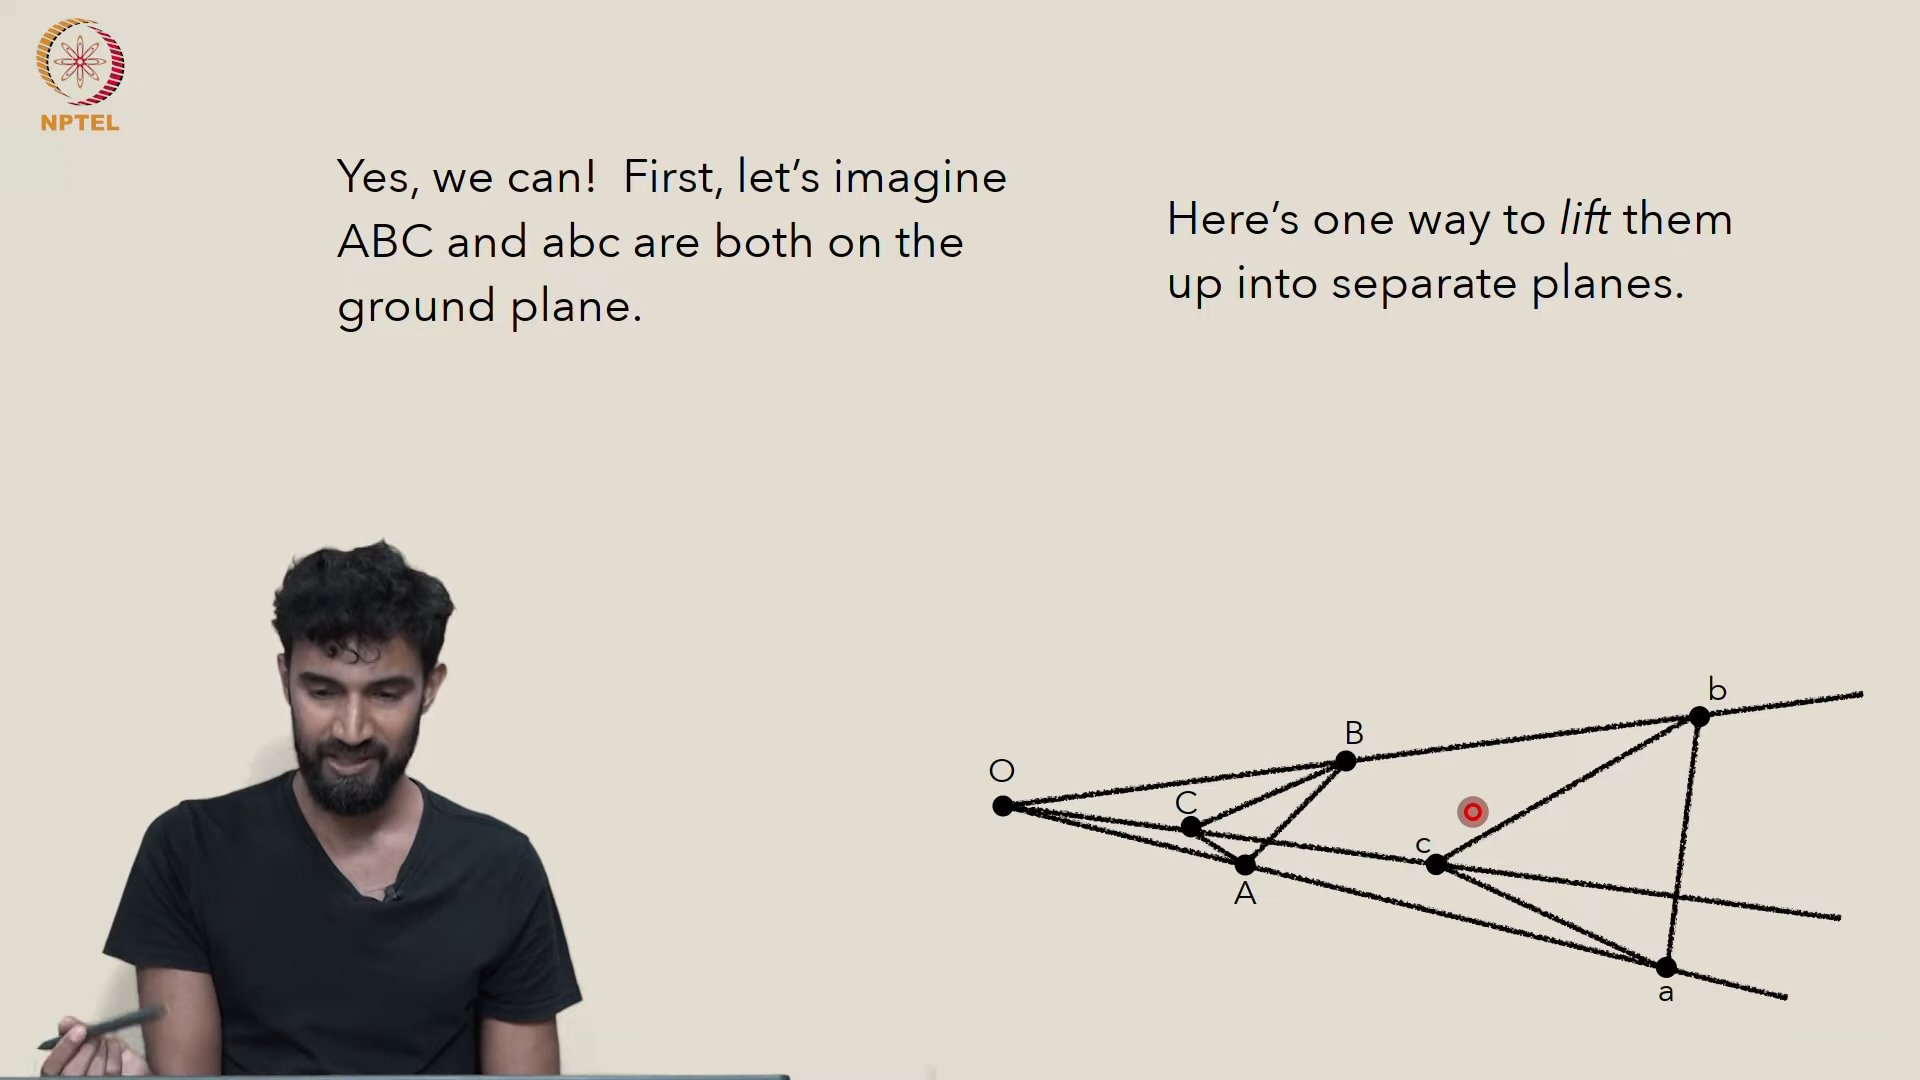 NPTEL
Yes, we can!  First, let’s imagine
ABC and abc are both on the
ground plane.
Here’s one way to lift them
up into separate planes.
b
B
O
C
c
A
a